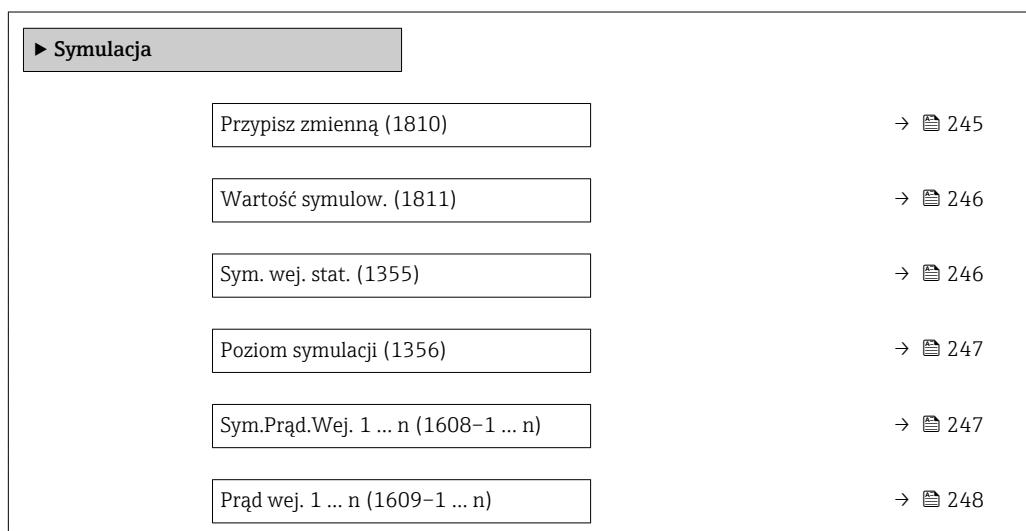 ▶ Symulacja
Przypisz zmienną (1810) → 245
Wartość symulow. (1811) → 246
Sym. wej. stat. (1355) → 246
Poziom symulacji (1356) → 247
Sym.Prąd.Wej. 1 … n (1608–1 … n) → 247
Prąd wej. 1 … n (1609–1 … n) → 248